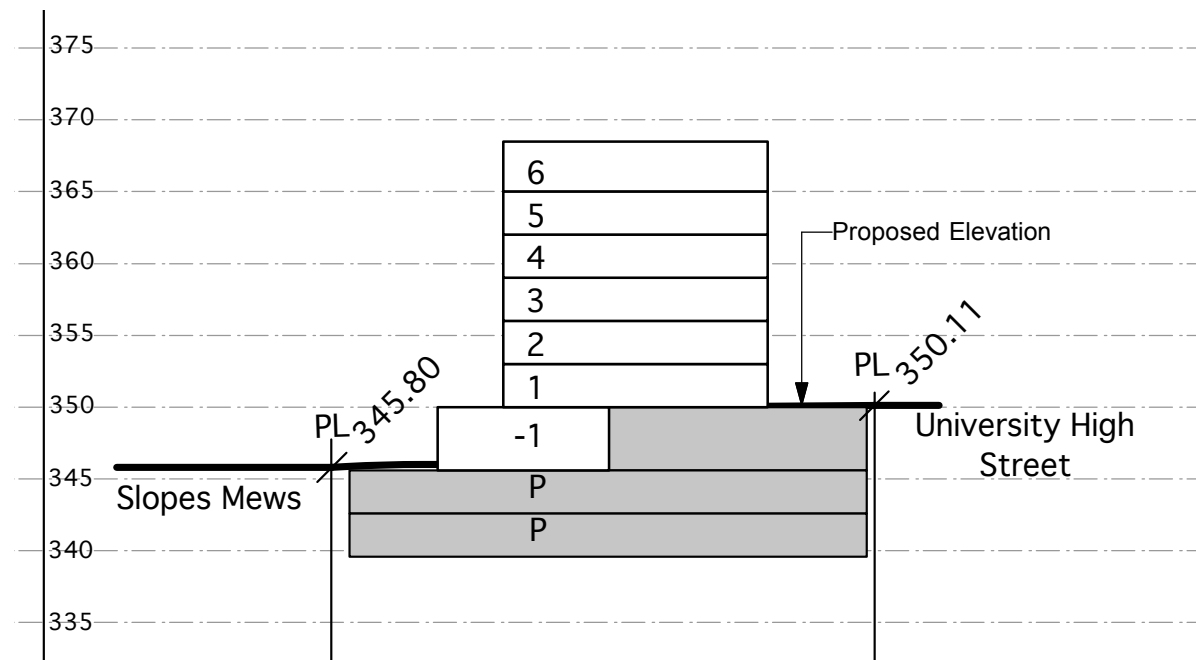 375
370
6
365
5
Proposed Elevation
360
4
3
355
2
PL 350.11
1
350
PL 345.80
-1
University High
Street
345
P
Slopes Mews
P
340
335